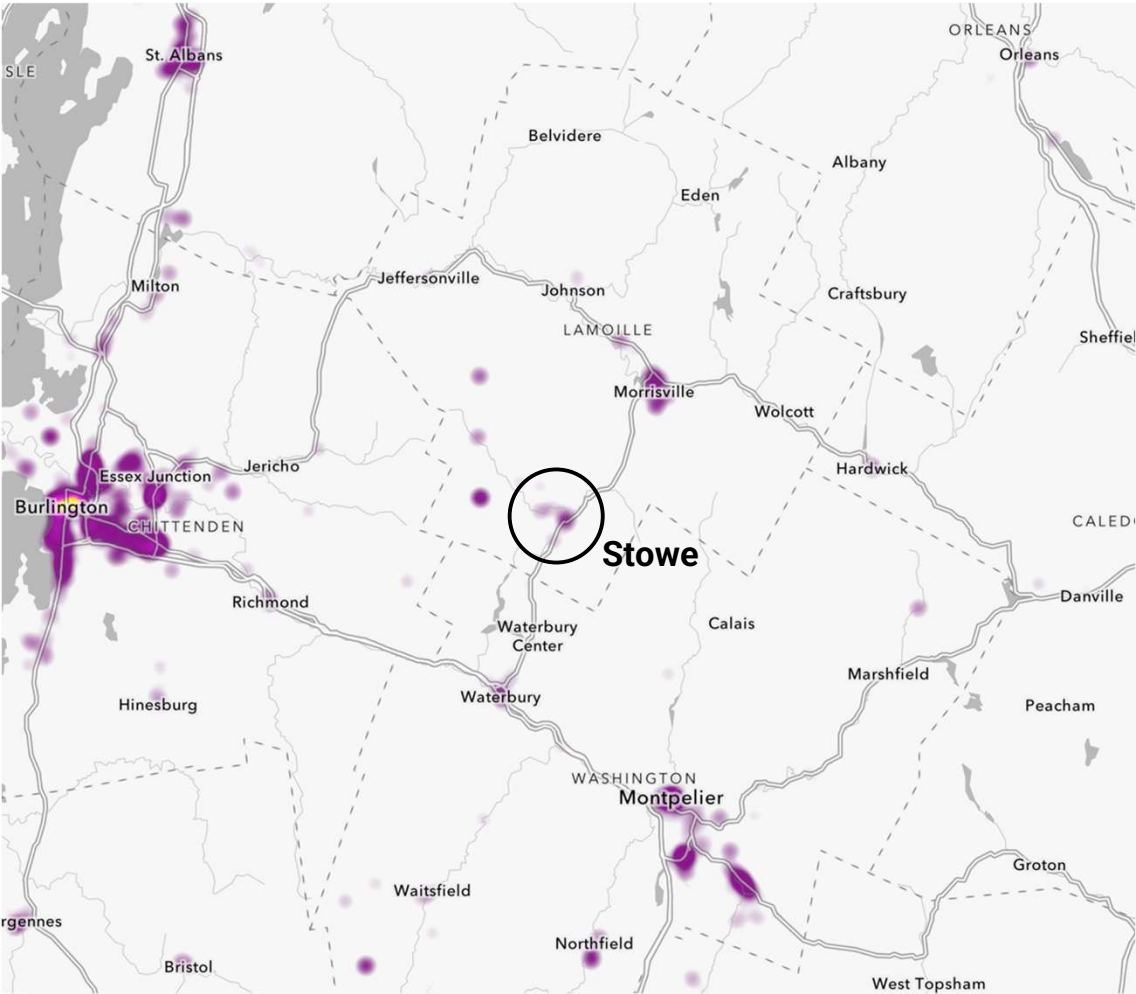 ORLEANS
St. Albans
Orleans
SLE
Belvidere
Albany
Eden
Jeffersonville
Milton
Johnson
Craftsbury
LAMOILLE
Sheffiel
Morrisville
Wolcott
Jericho
Essex Junction
Hardwick
Burlington
CHITTENDEN
CALED
Stowe
Richmond
Danville
Waterbury
Center
Calais
Marshfield
Waterbury
Hinesburg
Peacham
WASHINGTON
Montpelier
Groton
Waitsfield
rgennes
Northfield
Bristol
West Topsham